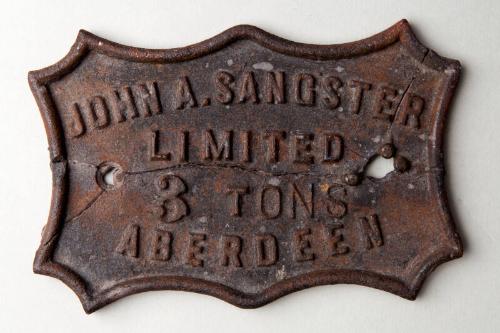 JOHN A. SANGSTER
LIMITED
3 TONS
ABERDEEN